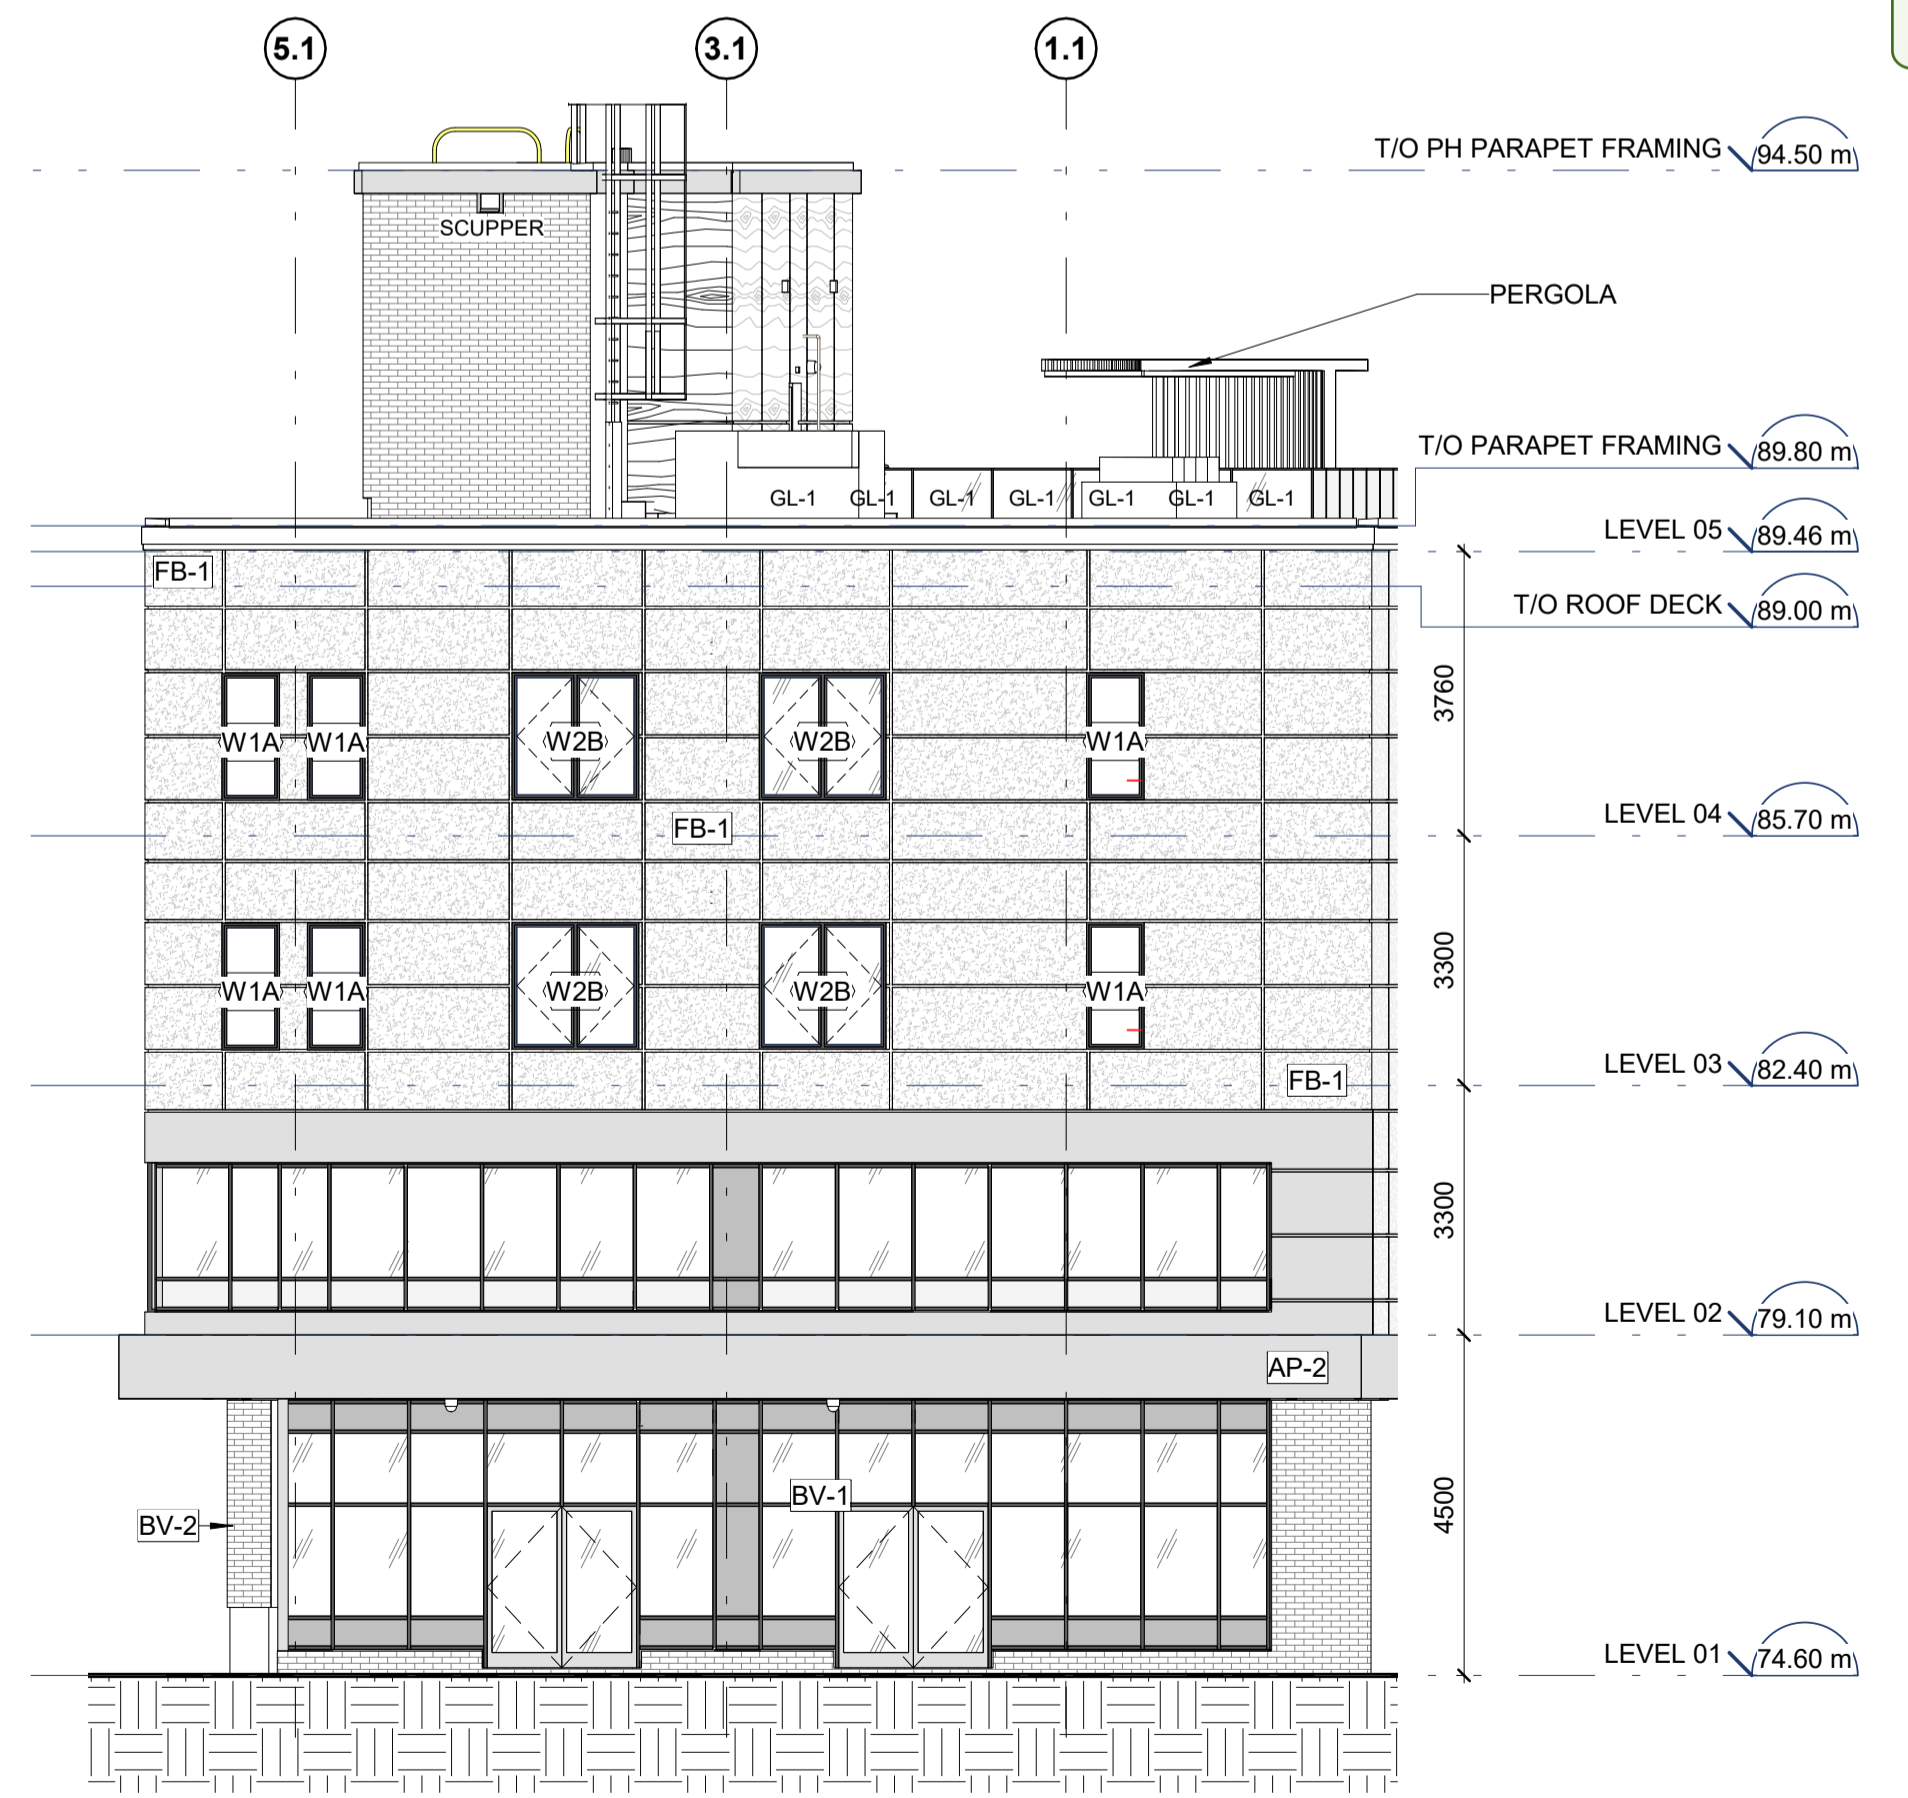 5.1 3.1 1.1
T/O PH PARAPET FRAMING 94.50 m
SCUPPER
PERGOLA
T/O PARAPET FRAMING 89.80 m
GL-1 GL-1 GL-1 GL-1 GL-1 GL-1 GL-1
LEVEL 05 89.46 m
FB-1
T/O ROOF DECK 89.00 m
3760
W1A W1A W2B W2B W1A
FB-1
LEVEL 04 85.70 m
3300
W1A W1A W2B W2B W1A
FB-1
LEVEL 03 82.40 m
3300
LEVEL 02 79.10 m
AP-2
BV-1
4500
BV-2
LEVEL 01 74.60 m